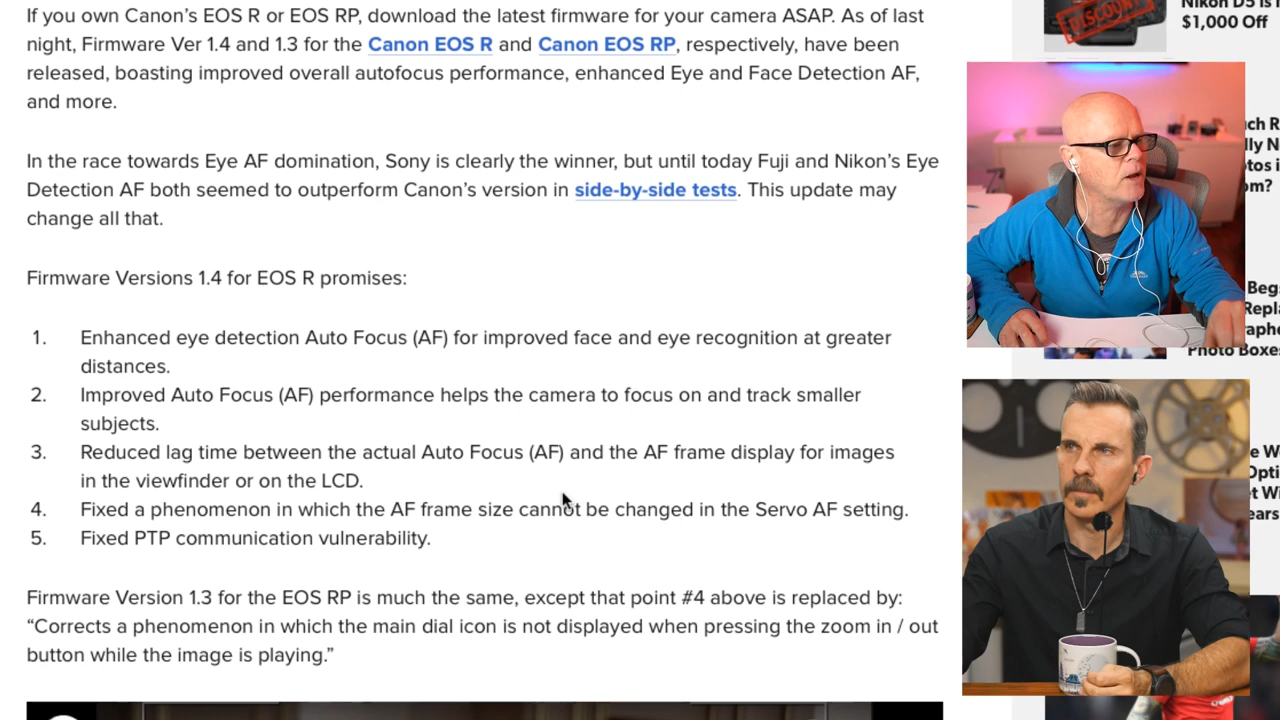 If you own Canon’s EOS R or EOS RP, download the latest firmware for your camera ASAP. As of last
night, Firmware Ver 1.4 and 1.3 for the Canon EOS R and Canon EOS RP, respectively, have been
released, boasting improved overall autofocus performance, enhanced Eye and Face Detection AF,
and more.
In the race towards Eye AF domination, Sony is clearly the winner, but until today Fuji and Nikon’s Eye
Detection AF both seemed to outperform Canon’s version in side-by-side tests. This update may
change all that.
Firmware Versions 1.4 for EOS R promises:
1. Enhanced eye detection Auto Focus (AF) for improved face and eye recognition at greater
distances.
2. Improved Auto Focus (AF) performance helps the camera to focus on and track smaller
subjects.
3. Reduced lag time between the actual Auto Focus (AF) and the AF frame display for images
in the viewfinder or on the LCD.
4. Fixed a phenomenon in which the AF frame size cannot be changed in the Servo AF setting.
5. Fixed PTP communication vulnerability.
Firmware Version 1.3 for the EOS RP is much the same, except that point #4 above is replaced by:
“Corrects a phenomenon in which the main dial icon is not displayed when pressing the zoom in / out
button while the image is playing.”
Nikon D5 is
$1,000 Off
DISCOUNT
Photo Boxes